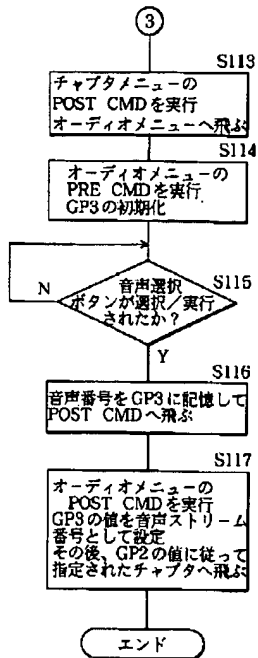 3
S113
チャプタメニューの
POST CMDを実行
オーディオメニューへ飛ぶ
S114
オーディオメニューの
PRE CMDを実行
GP3の初期化
S115
音声選択
ボタンが選択/実行
されたか?
N
Y
S116
音声番号をGP3に記憶して
POST CMDへ飛ぶ
S117
オーディオメニューの
POST CMDを実行
GP3の値を音声ストリーム
番号として設定
その後、GP2の値に従って
指定されたチャプタへ飛ぶ
エンド